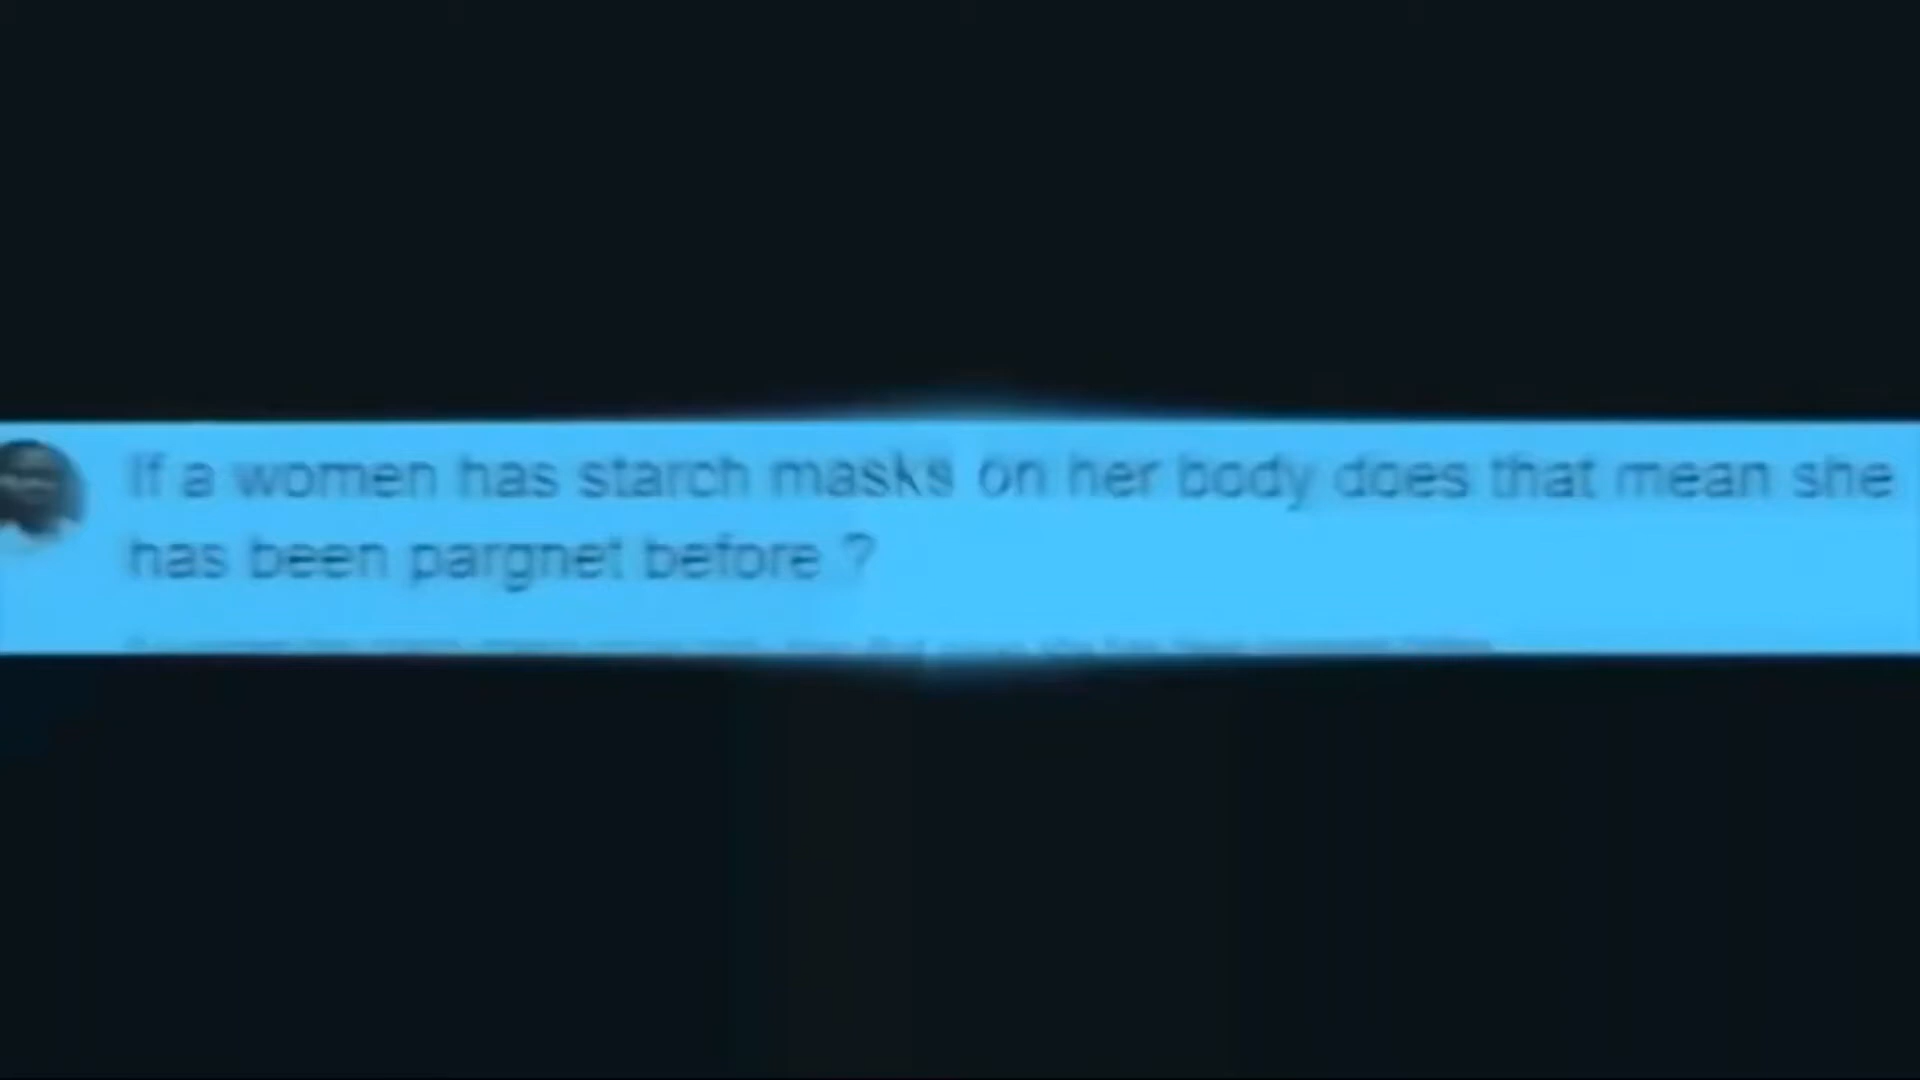 If a women has starch masks on her body does that mean she
has been pargnet before ?